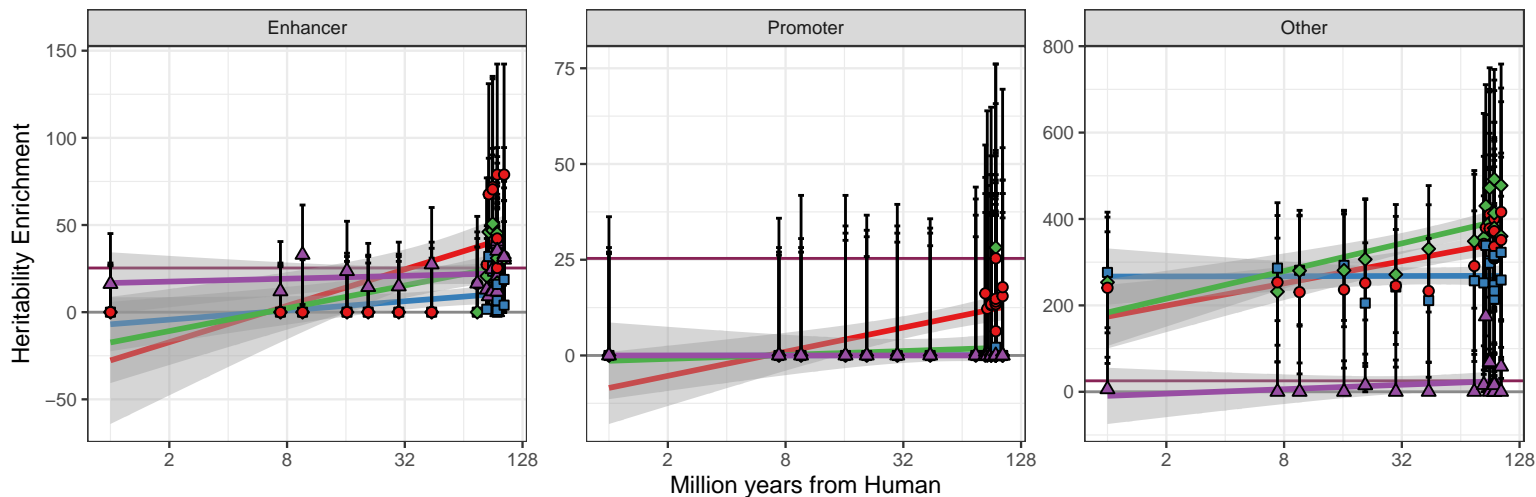 Enhancer
Promoter
Other
Heritability Enrichment
150
100
50
0
−50
75
50
25
0
800
600
400
200
0
2 8 32 128
2 8 32 128
2 8 32 128
Million years from Human